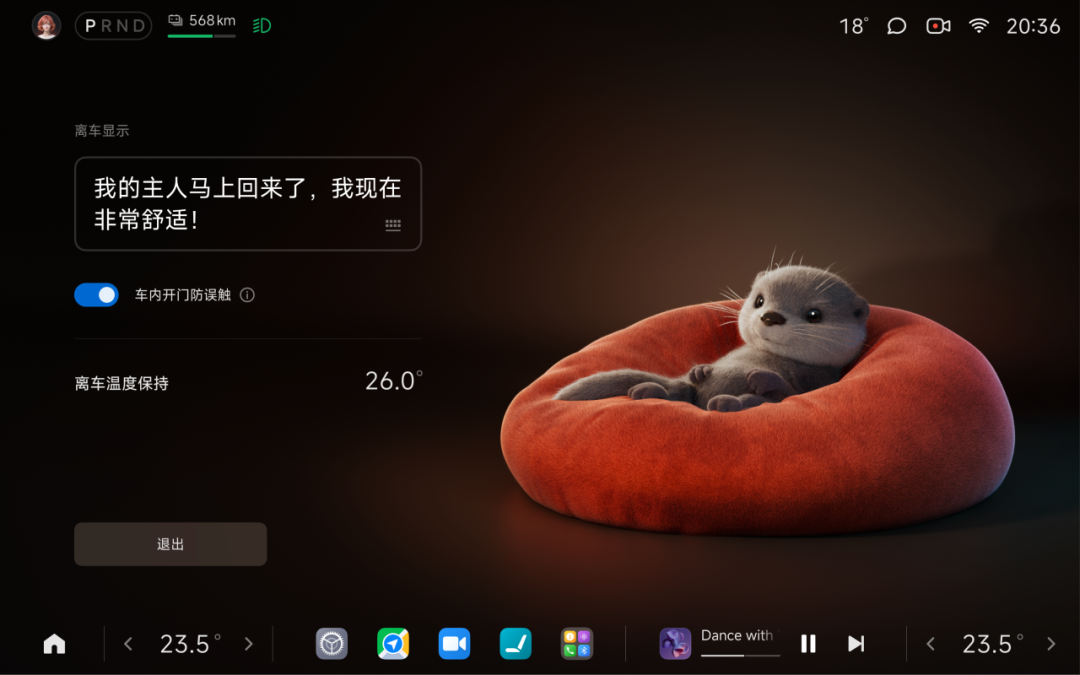 PRND
568km
18°
20:36
离车显示
我的主人马上回来了，我现在
非常舒适！
车内开门防误触
离车温度保持
26.0°
退出
23.5°
Dance with
23.5°